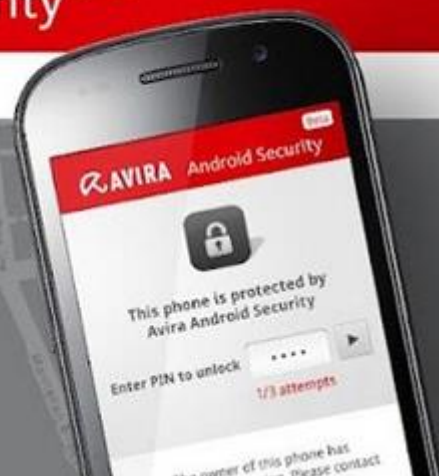 ity
AVIRA Android Security
Beta
This phone is protected by
Avira Android Security
Enter PIN to unlock
1/3 attempts
owner of this phone has
Please contact